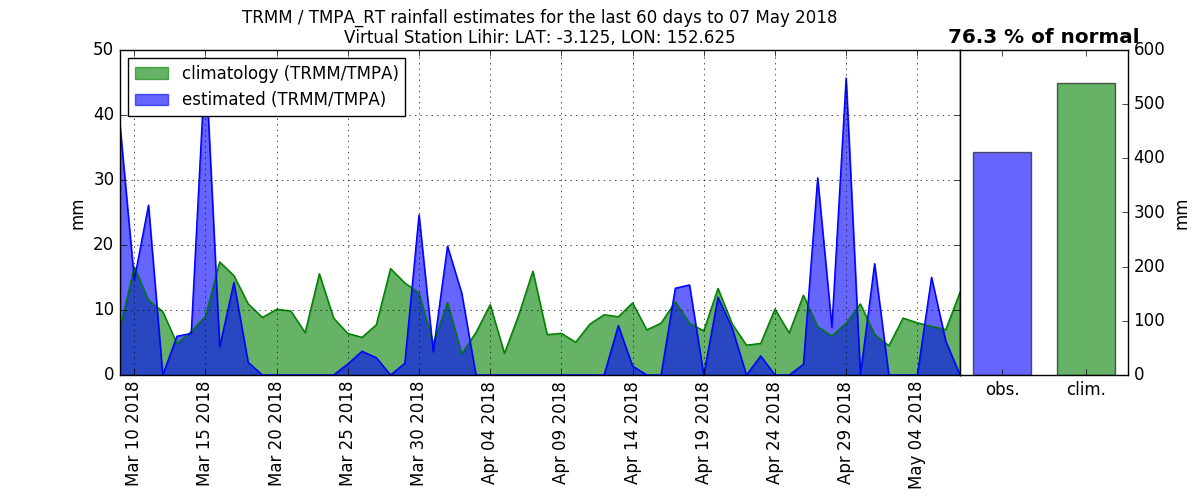 TRMM / TMPA_RT rainfall estimates for the last 60 days to 07 May 2018
Virtual Station Lihir: LAT: -3.125, LON: 152.625
76.3 % of normal
climatology (TRMM/TMPA)
estimated (TRMM/TMPA)
50
40
30
20
10
0
mm
Mar 10 2018
Mar 15 2018
Mar 20 2018
Mar 25 2018
Mar 30 2018
Apr 04 2018
Apr 09 2018
Apr 14 2018
Apr 19 2018
Apr 24 2018
Apr 29 2018
May 04 2018
600
500
400
300
200
100
0
mm
obs.
clim.